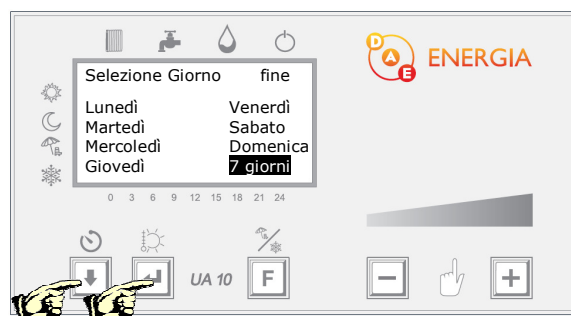 D A E ENERGIA
Selezione Giorno fine
Lunedì Venerdì
Martedì Sabato
Mercoledì Domenica
Giovedì 7 giorni
0 3 6 9 12 15 18 21 24
UA 10 F